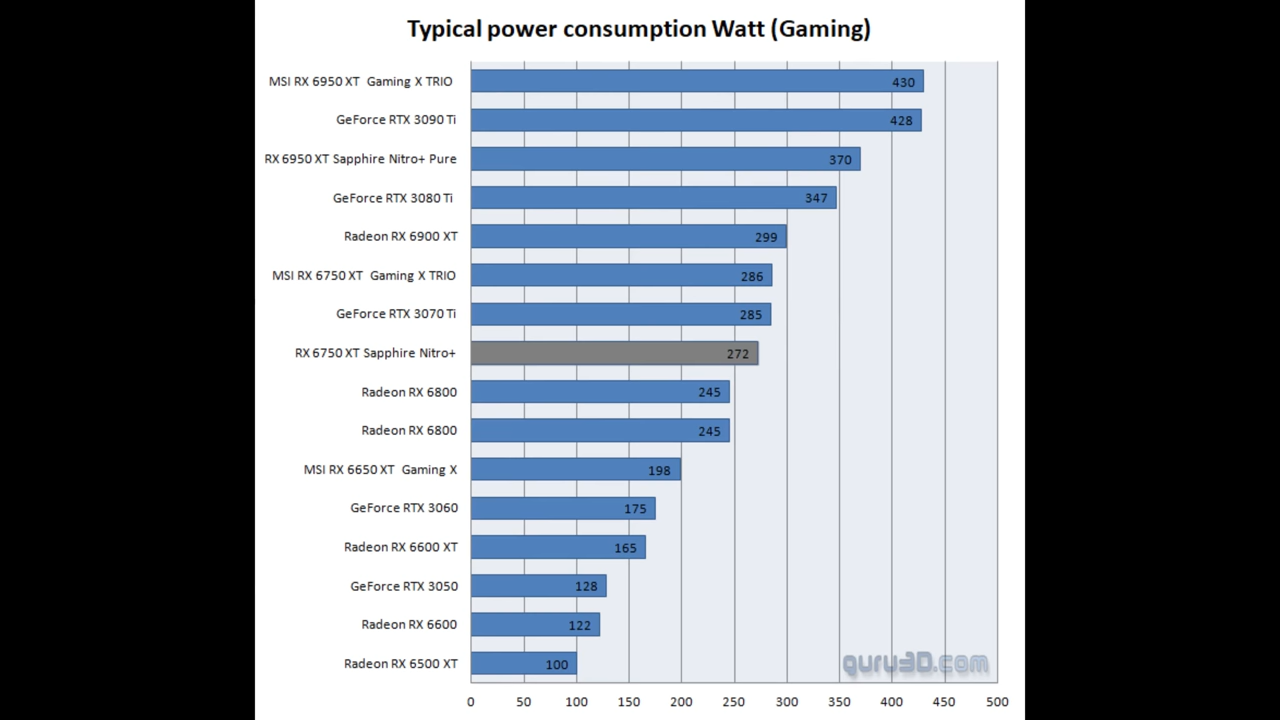 Typical power consumption Watt (Gaming)
MSI RX 6950 XT  Gaming X TRIO 430
GeForce RTX 3090 Ti 428
RX 6950 XT Sapphire Nitro+ Pure 370
GeForce RTX 3080 Ti 347
Radeon RX 6900 XT 299
MSI RX 6750 XT  Gaming X TRIO 286
GeForce RTX 3070 Ti 285
RX 6750 XT Sapphire Nitro+ 272
Radeon RX 6800 245
Radeon RX 6800 245
MSI RX 6650 XT  Gaming X 198
GeForce RTX 3060 175
Radeon RX 6600 XT 165
GeForce RTX 3050 128
Radeon RX 6600 122
Radeon RX 6500 XT 100
guru3D.com
0 50 100 150 200 250 300 350 400 450 500